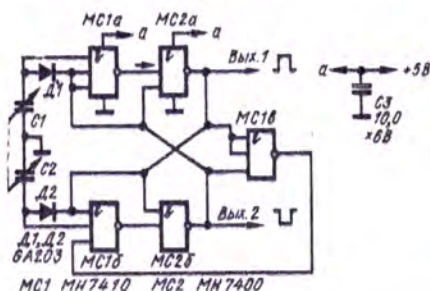 МС1а МС2а
а а
Вых.1
Д1
С1
С2
Д2
МС1в
Вых.2
Д1,Д2
6А203
МС1б МС2б
МС1 МН7410 МС2 МН7400
а +5В
С3
10,0
×6В